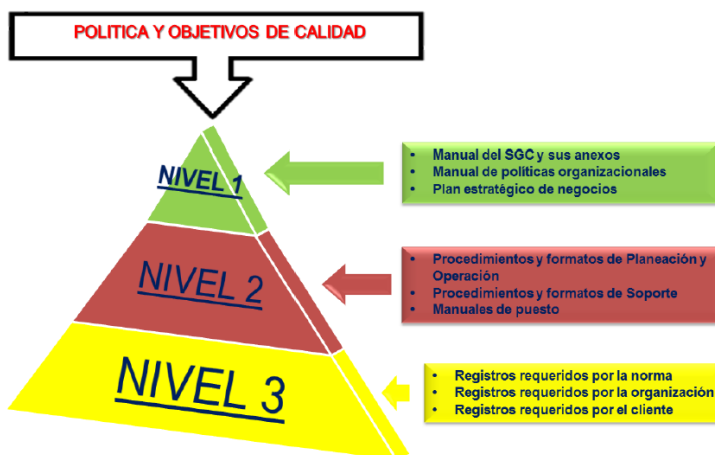 POLITICA Y OBJETIVOS DE CALIDAD
NIVEL 1
• Manual del SGC y sus anexos
• Manual de políticas organizacionales
• Plan estratégico de negocios
NIVEL 2
• Procedimientos y formatos de Planeación y
Operación
• Procedimientos y formatos de Soporte
• Manuales de puesto
NIVEL 3
• Registros requeridos por la norma
• Registros requeridos por la organización
• Registros requeridos por el cliente